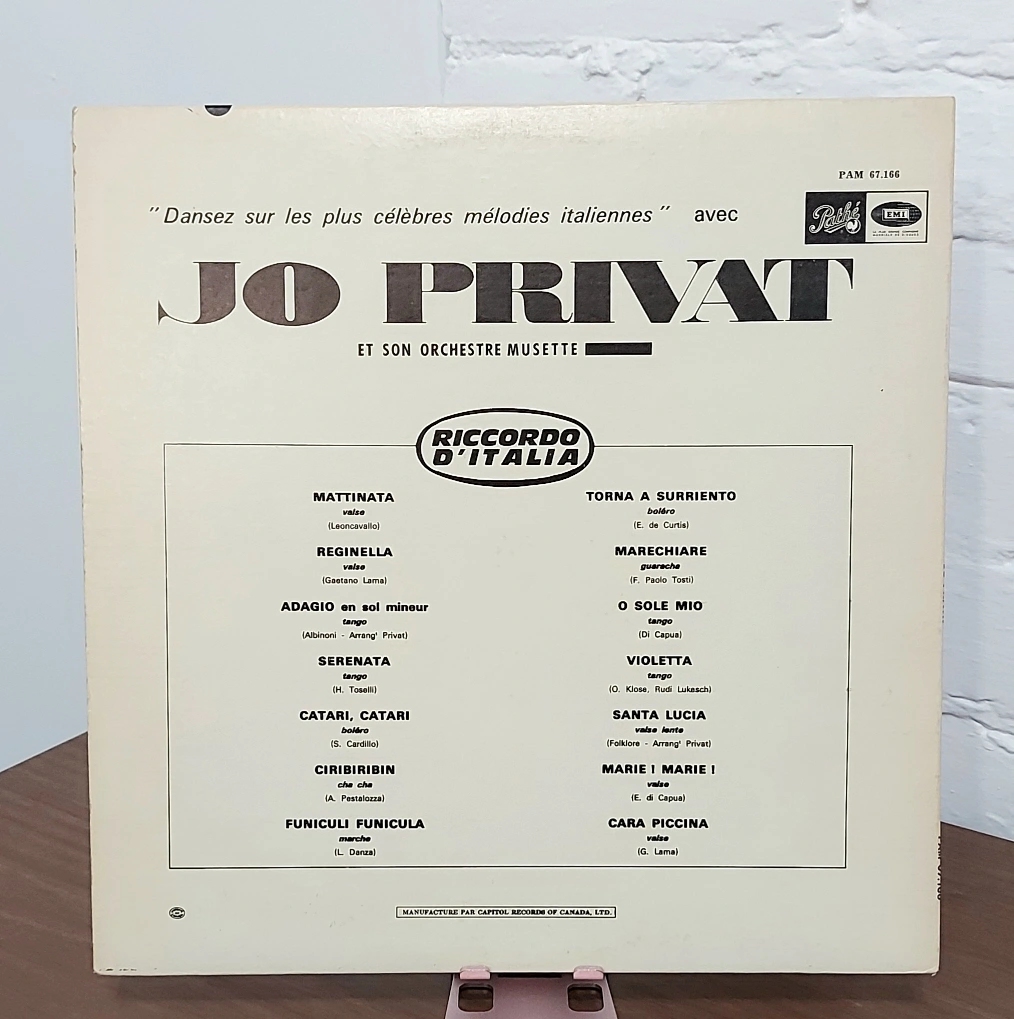 PAM 67.166
"Dansez sur les plus célèbres mélodies italiennes" avec
Pathé
EMI
JO PRIVAT
ET SON ORCHESTRE MUSETTE
RICCORDO
D'ITALIA
MATTINATA
valse
(Leoncavallo)
REGINELLA
valse
(Gaetano Lama)
ADAGIO en sol mineur
tango
(Albinoni - Arrang' Privat)
SERENATA
tango
(H. Toselli)
CATARI, CATARI
boléro
(S. Cardillo)
CIRIBIRIBIN
cha cha
(A. Pestalozza)
FUNICULI FUNICULA
marche
(L. Danza)
TORNA A SURRIENTO
boléro
(E. de Curtis)
MARECHIARE
guaracha
(F. Paolo Tosti)
O SOLE MIO
tango
(Di Capua)
VIOLETTA
tango
(O. Klose, Rudi Lukesch)
SANTA LUCIA
valse lente
(Folklore - Arrang' Privat)
MARIE ! MARIE !
valse
(E. di Capua)
CARA PICCINA
valse
(G. Lama)
MANUFACTURE PAR CAPITOL RECORDS OF CANADA, LTD.